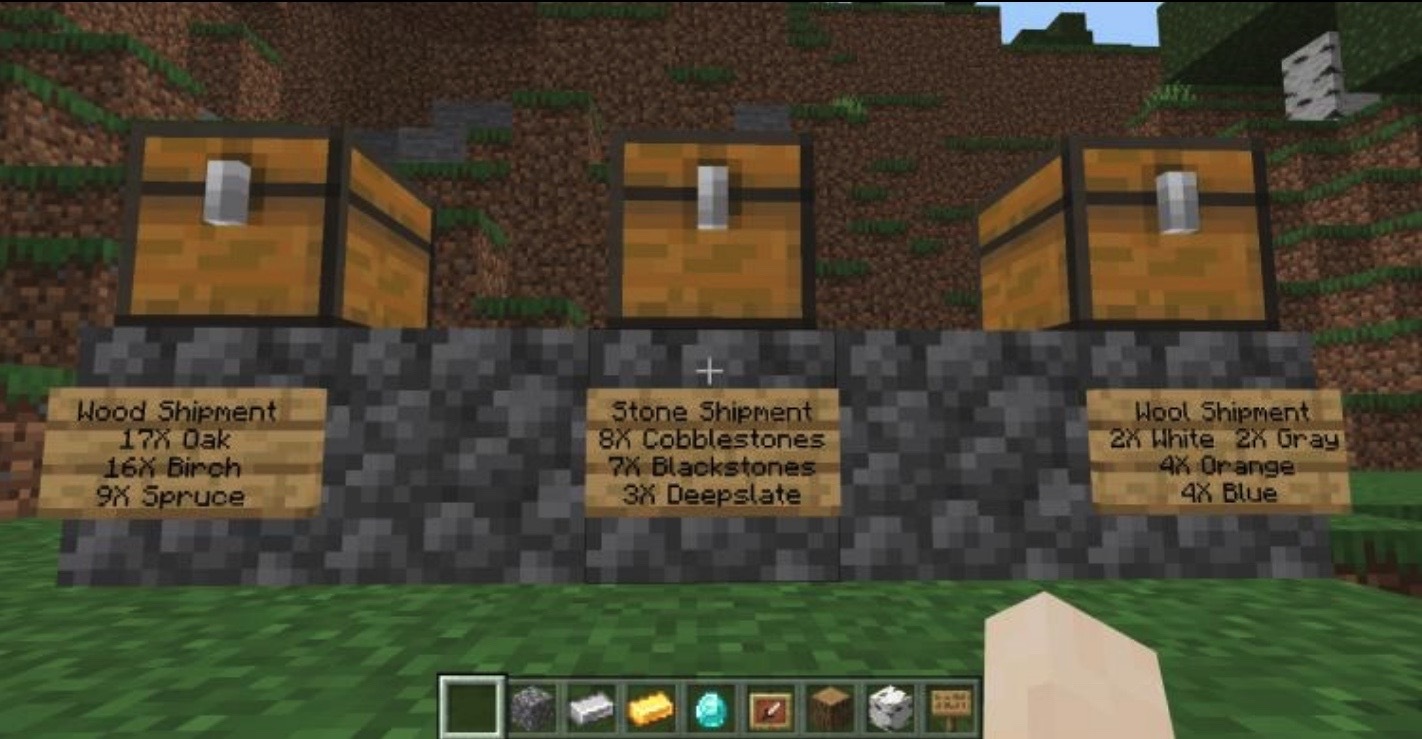 Wood Shipment
17X Oak
16X Birch
9X Spruce
Stone Shipment
8X Cobblestones
7X Blackstones
3X Deepslate
Wool Shipment
2X White 2X Gray
4X Orange
4X Blue